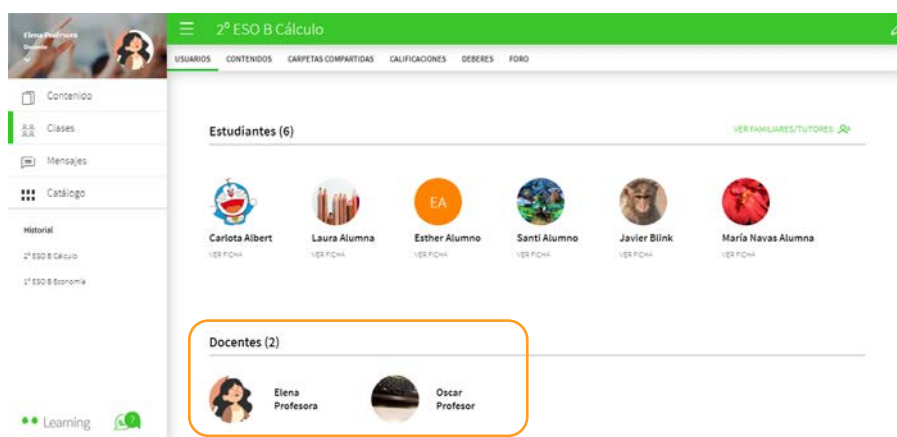 Elena Profesora
Docente
2º ESO B Cálculo
USUARIOS CONTENIDOS CARPETAS COMPARTIDAS CALIFICACIONES DEBERES FORO
Contenido
Clases
Mensajes
Catálogo
Historial
2º ESO B Cálculo
1º ESO B Economía
Learning
?
Estudiantes (6)
VER FAMILIARES/TUTORES
EA
Carlota Albert
VER FICHA
Laura Alumna
VER FICHA
Esther Alumno
VER FICHA
Santi Alumno
VER FICHA
Javier Blink
VER FICHA
María Navas Alumna
VER FICHA
Docentes (2)
Elena
Profesora
Oscar
Profesor